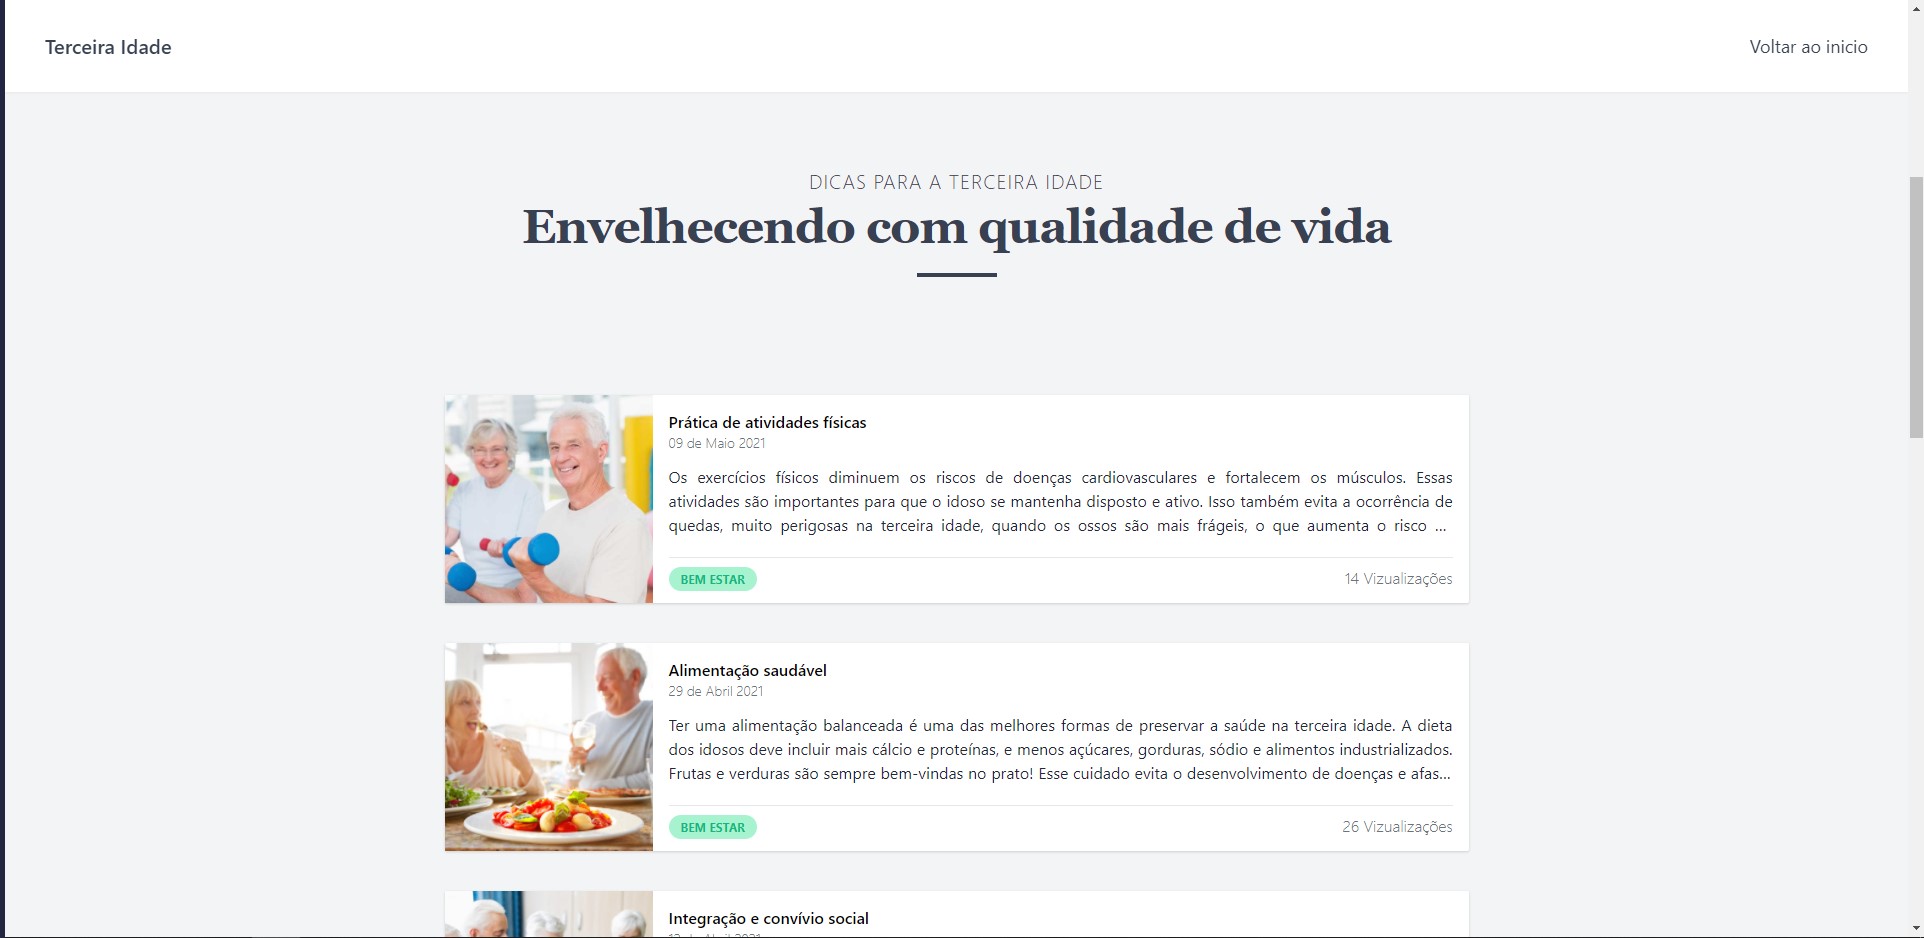 Terceira Idade
Voltar ao inicio
DICAS PARA A TERCEIRA IDADE
Envelhecendo com qualidade de vida
Prática de atividades físicas
09 de Maio 2021
Os exercícios físicos diminuem os riscos de doenças cardiovasculares e fortalecem os músculos. Essas
atividades são importantes para que o idoso se mantenha disposto e ativo. Isso também evita a ocorrência de
quedas, muito perigosas na terceira idade, quando os ossos são mais frágeis, o que aumenta o risco ...
BEM ESTAR
14 Vizualizações
Alimentação saudável
29 de Abril 2021
Ter uma alimentação balanceada é uma das melhores formas de preservar a saúde na terceira idade. A dieta
dos idosos deve incluir mais cálcio e proteínas, e menos açúcares, gorduras, sódio e alimentos industrializados.
Frutas e verduras são sempre bem-vindas no prato! Esse cuidado evita o desenvolvimento de doenças e afas...
BEM ESTAR
26 Vizualizações
Integração e convívio social